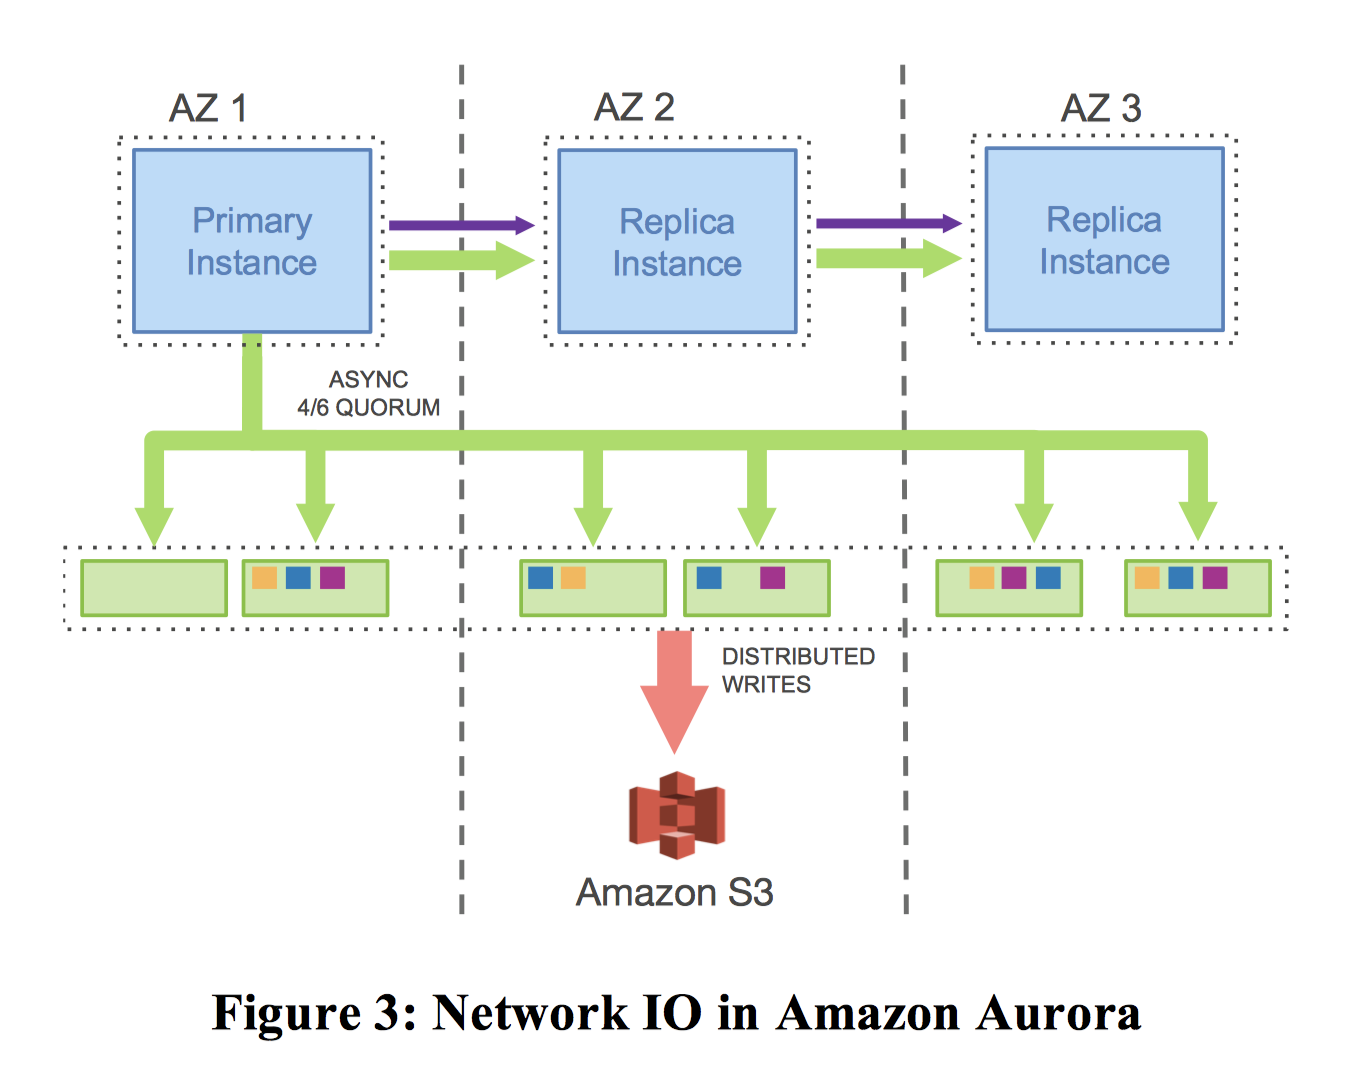 AZ 1
AZ 2
AZ 3
Primary
Instance
Replica
Instance
Replica
Instance
ASYNC
4/6 QUORUM
DISTRIBUTED
WRITES
Amazon S3
Figure 3: Network IO in Amazon Aurora